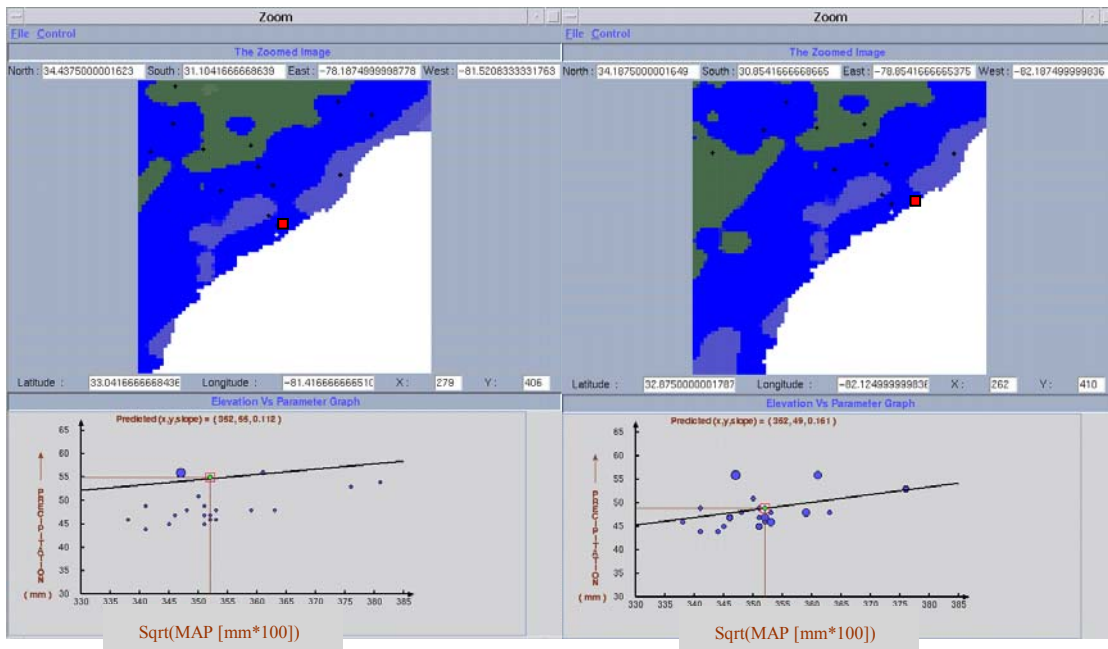 Zoom
File Control
The Zoomed Image
North : 34.4375000001623 South : 31.1041666668639 East : -78.1874999998778 West : -81.5208333331763
Latitude : 33.0416666668436 Longitude : -81.416666666510 X : 279 Y : 406
Elevation Vs Parameter Graph
Predicted (x,y,slope) = ( 352, 55, 0.112 )
65
60
55
50
45
40
35
30
PRECIPITATION
( mm )
330 335 340 345 350 355 360 365 370 375 380 385
Sqrt(MAP [mm*100])
Zoom
File Control
The Zoomed Image
North : 34.1875000001649 South : 30.8541666668665 East : -78.8541666665375 West : -82.187499999836
Latitude : 32.8750000001787 Longitude : -82.124999999836 X : 262 Y : 410
Elevation Vs Parameter Graph
Predicted (x,y,slope) = ( 352, 49, 0.161 )
65
60
55
50
45
40
35
30
PRECIPITATION
( mm )
330 335 340 345 350 355 360 365 370 375 380 385
Sqrt(MAP [mm*100])